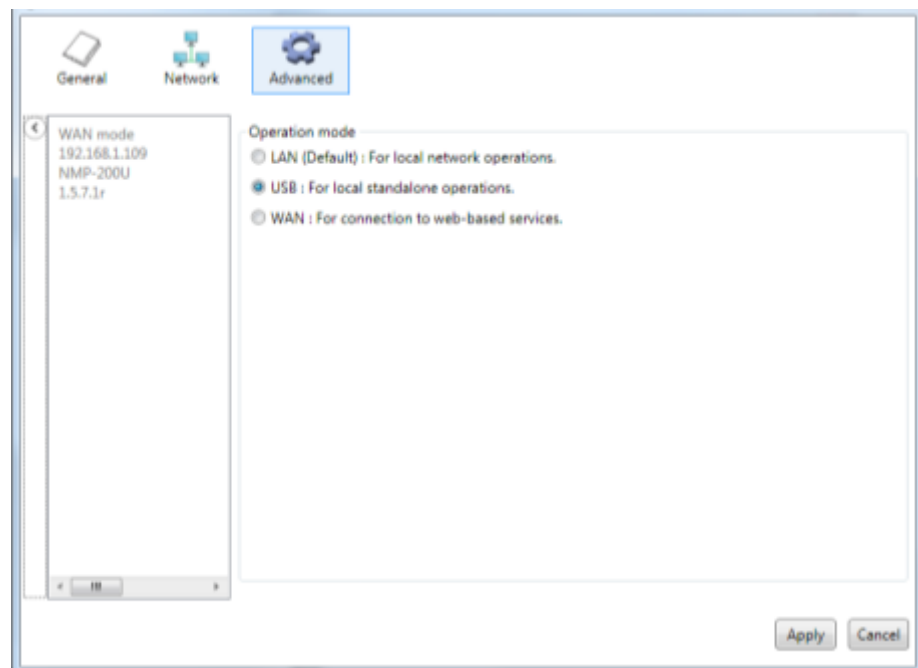 General
Network
Advanced
WAN mode
192.168.1.109
NMP-200U
1.5.7.1r
Operation mode
LAN (Default) : For local network operations.
USB : For local standalone operations.
WAN : For connection to web-based services.
Apply
Cancel